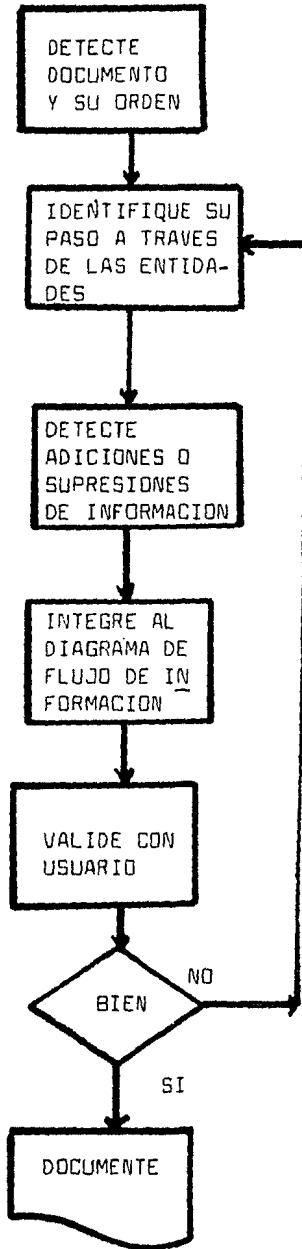 DETECTE
DOCUMENTO
Y SU ORDEN
IDENTIFIQUE SU
PASO A TRAVES
DE LAS ENTIDA-
DES
DETECTE
ADICIONES O
SUPRESIONES
DE INFORMACION
INTEGRE AL
DIAGRAMA DE
FLUJO DE IN
FORMACION
VALIDE CON
USUARIO
BIEN
NO
SI
DOCUMENTE